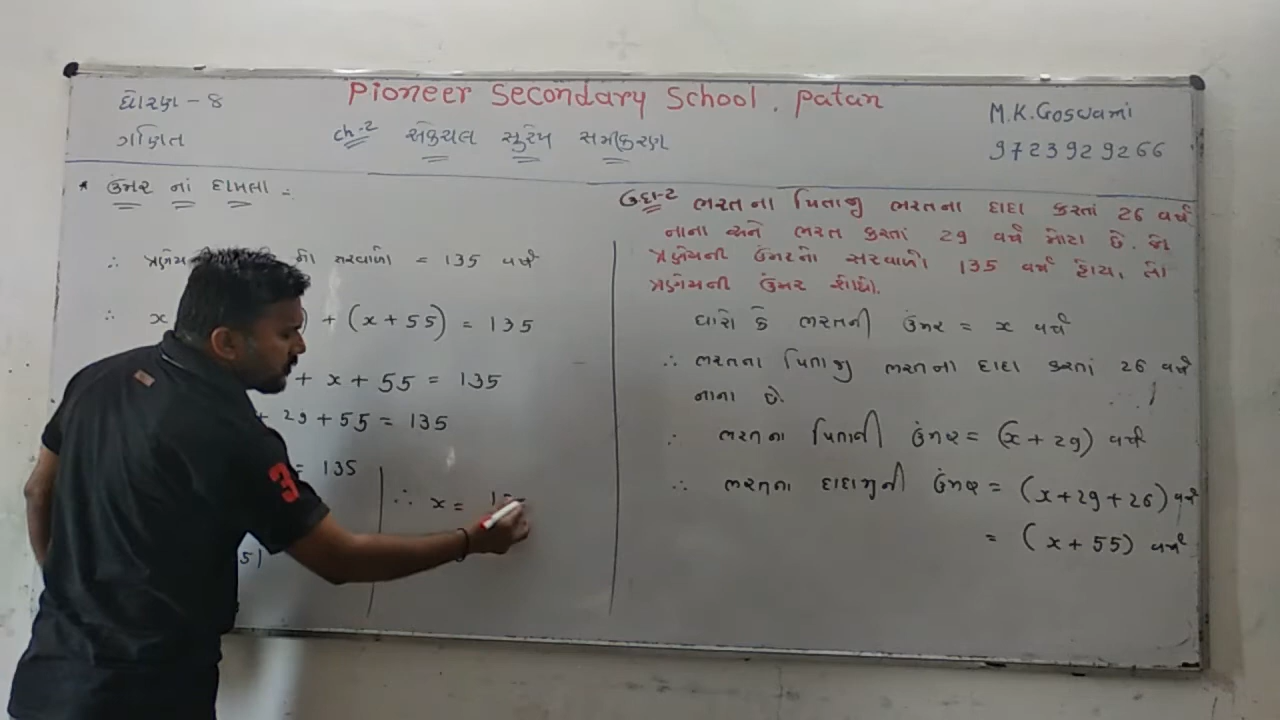 ધોરણ - ૮
Pioneer Secondary School. Patan
M.K.Goswami
ગણિત
ch-2 એકચલ સુરેખ સમીકરણ
9723929266
* ઉંમર નાં દાખલા :-
∴ ત્રણેય નો સરવાળો = 135 વર્ષ
∴ x ) + (x + 55) = 135
+ x + 55 = 135
+ 29 + 55 = 135
= 135
51
∴ x =
ઉદા-2 ભરતના પિતાજી ભરતના દાદા કરતાં 26 વર્ષ
નાના અને ભરત કરતાં 29 વર્ષ મોટા છે. જો
ત્રણેયની ઉંમરનો સરવાળો 135 વર્ષ હોય, તો
ત્રણેયની ઉંમર શોધો.
ધારો કે ભરતની ઉંમર = x વર્ષ
∴ ભરતના પિતાજી ભરતના દાદા કરતાં 26 વર્ષ
નાના છે.
∴ ભરતના પિતાની ઉંમર = (x + 29) વર્ષ
∴ ભરતના દાદાજીની ઉંમર = (x + 29 + 26) વર્ષ
= (x + 55) વર્ષ